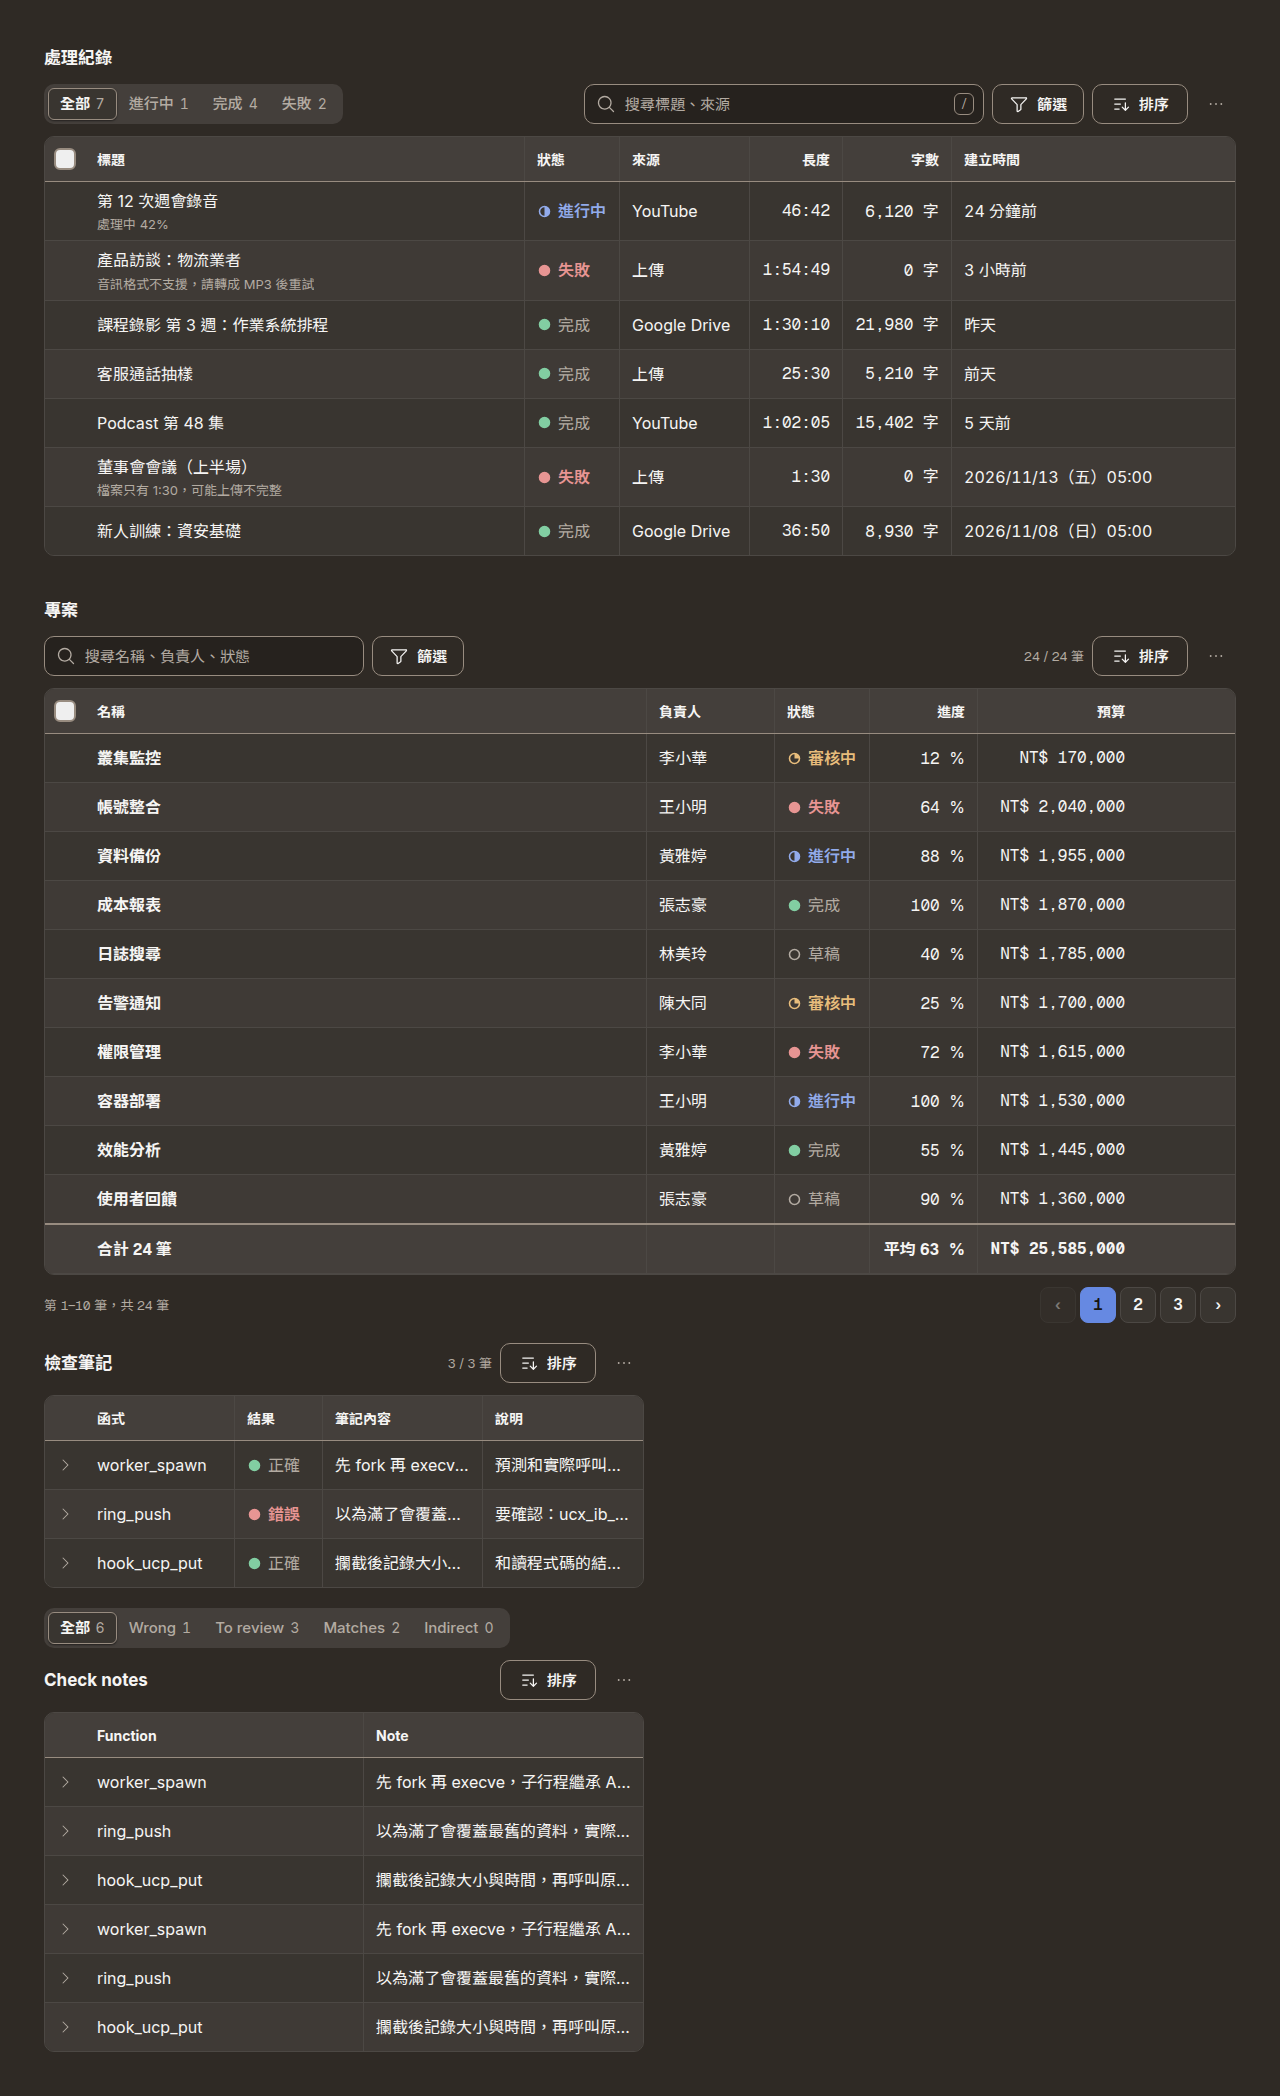 處理紀錄
全部 7 進行中 1 完成 4 失敗 2 搜尋標題、來源 / 篩選 排序 ...
標題 狀態 來源 長度 字數 建立時間
第 12 次週會錄音 進行中 YouTube 46:42 6,120 字 24 分鐘前
處理中 42%
產品訪談：物流業者 失敗 上傳 1:54:49 0 字 3 小時前
音訊格式不支援，請轉成 MP3 後重試
課程錄影 第 3 週：作業系統排程 完成 Google Drive 1:30:10 21,980 字 昨天
客服通話抽樣 完成 上傳 25:30 5,210 字 前天
Podcast 第 48 集 完成 YouTube 1:02:05 15,402 字 5 天前
董事會會議（上半場） 失敗 上傳 1:30 0 字 2026/11/13（五）05:00
檔案只有 1:30，可能上傳不完整
新人訓練：資安基礎 完成 Google Drive 36:50 8,930 字 2026/11/08（日）05:00
專案
搜尋名稱、負責人、狀態 篩選 24 / 24 筆 排序 ...
名稱 負責人 狀態 進度 預算
叢集監控 李小華 審核中 12 % NT$ 170,000
帳號整合 王小明 失敗 64 % NT$ 2,040,000
資料備份 黃雅婷 進行中 88 % NT$ 1,955,000
成本報表 張志豪 完成 100 % NT$ 1,870,000
日誌搜尋 林美玲 草稿 40 % NT$ 1,785,000
告警通知 陳大同 審核中 25 % NT$ 1,700,000
權限管理 李小華 失敗 72 % NT$ 1,615,000
容器部署 王小明 進行中 100 % NT$ 1,530,000
效能分析 黃雅婷 完成 55 % NT$ 1,445,000
使用者回饋 張志豪 草稿 90 % NT$ 1,360,000
合計 24 筆 平均 63 % NT$ 25,585,000
第 1–10 筆，共 24 筆 ‹ 1 2 3 ›
檢查筆記 3 / 3 筆 排序 ...
函式 結果 筆記內容 說明
worker_spawn 正確 先 fork 再 execv... 預測和實際呼叫...
ring_push 錯誤 以為滿了會覆蓋... 要確認：ucx_ib_...
hook_ucp_put 正確 攔截後記錄大小... 和讀程式碼的結...
全部 6 Wrong 1 To review 3 Matches 2 Indirect 0
Check notes 排序 ...
Function Note
worker_spawn 先 fork 再 execve，子行程繼承 A...
ring_push 以為滿了會覆蓋最舊的資料，實際...
hook_ucp_put 攔截後記錄大小與時間，再呼叫原...
worker_spawn 先 fork 再 execve，子行程繼承 A...
ring_push 以為滿了會覆蓋最舊的資料，實際...
hook_ucp_put 攔截後記錄大小與時間，再呼叫原...